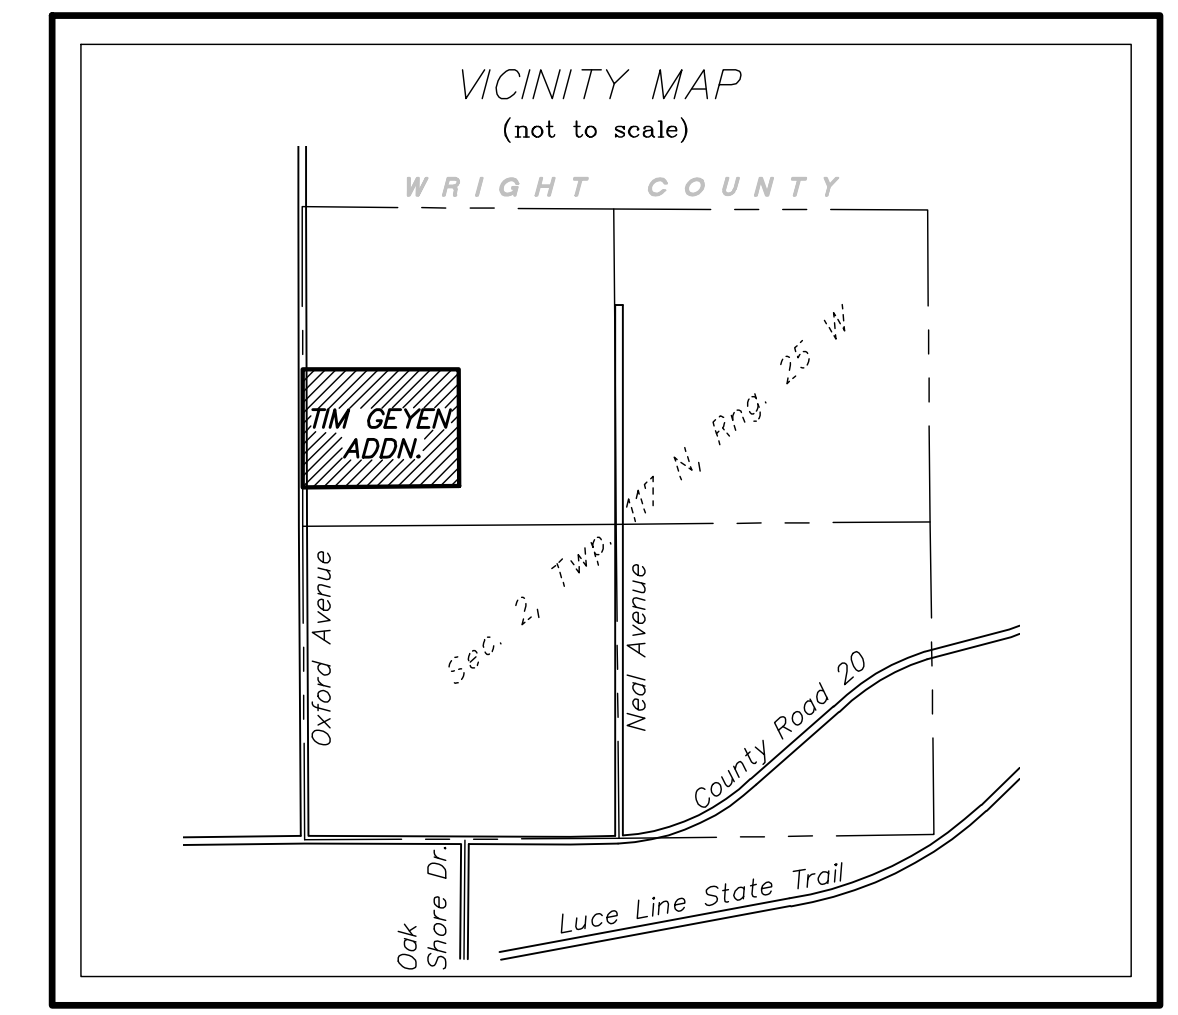 VICINITY MAP
(not to scale)
WRIGHT COUNTY
TIM GEYEN
ADDN.
Sec. 2, Twp. 117 N, Rng. 25 W
Oxford Avenue
Neal Avenue
County Road 20
Luce Line State Trail
Oak
Shore Dr.